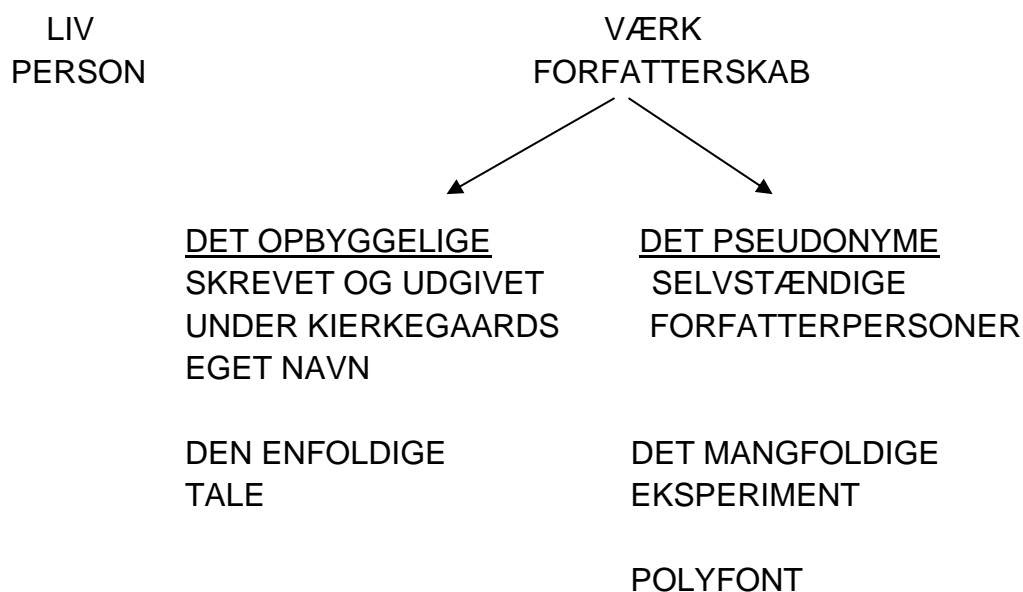 LIV VÆRK
PERSON FORFATTERSKAB
DET OPBYGGELIGE DET PSEUDONYME
SKREVET OG UDGIVET SELVSTÆNDIGE
UNDER KIERKEGAARDS FORFATTERPERSONER
EGET NAVN
DEN ENFOLDIGE DET MANGFOLDIGE
TALE EKSPERIMENT
POLYFONT